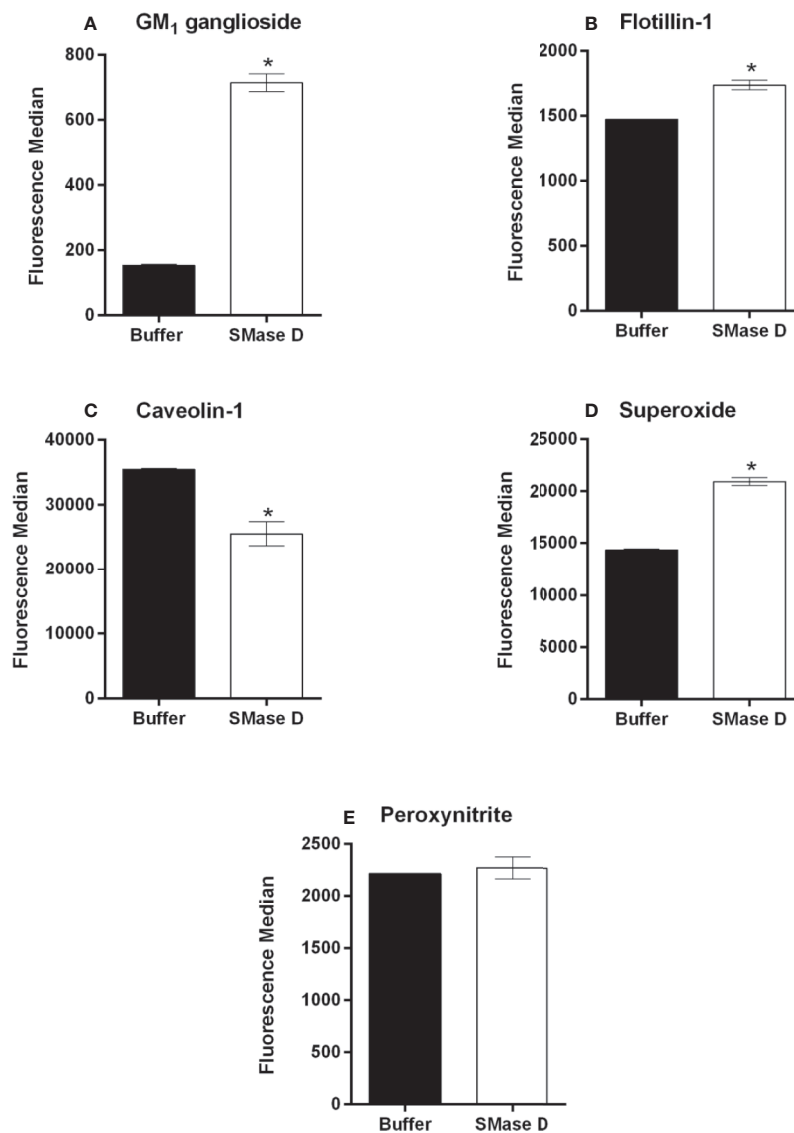 A GM₁ ganglioside
Fluorescence Median
800
600
400
200
0
*
Buffer SMase D
B Flotillin-1
Fluorescence Median
2000
1500
1000
500
0
*
Buffer SMase D
C Caveolin-1
Fluorescence Median
40000
30000
20000
10000
0
*
Buffer SMase D
D Superoxide
Fluorescence Median
25000
20000
15000
10000
5000
0
*
Buffer SMase D
E Peroxynitrite
Fluorescence Median
2500
2000
1500
1000
500
0
Buffer SMase D